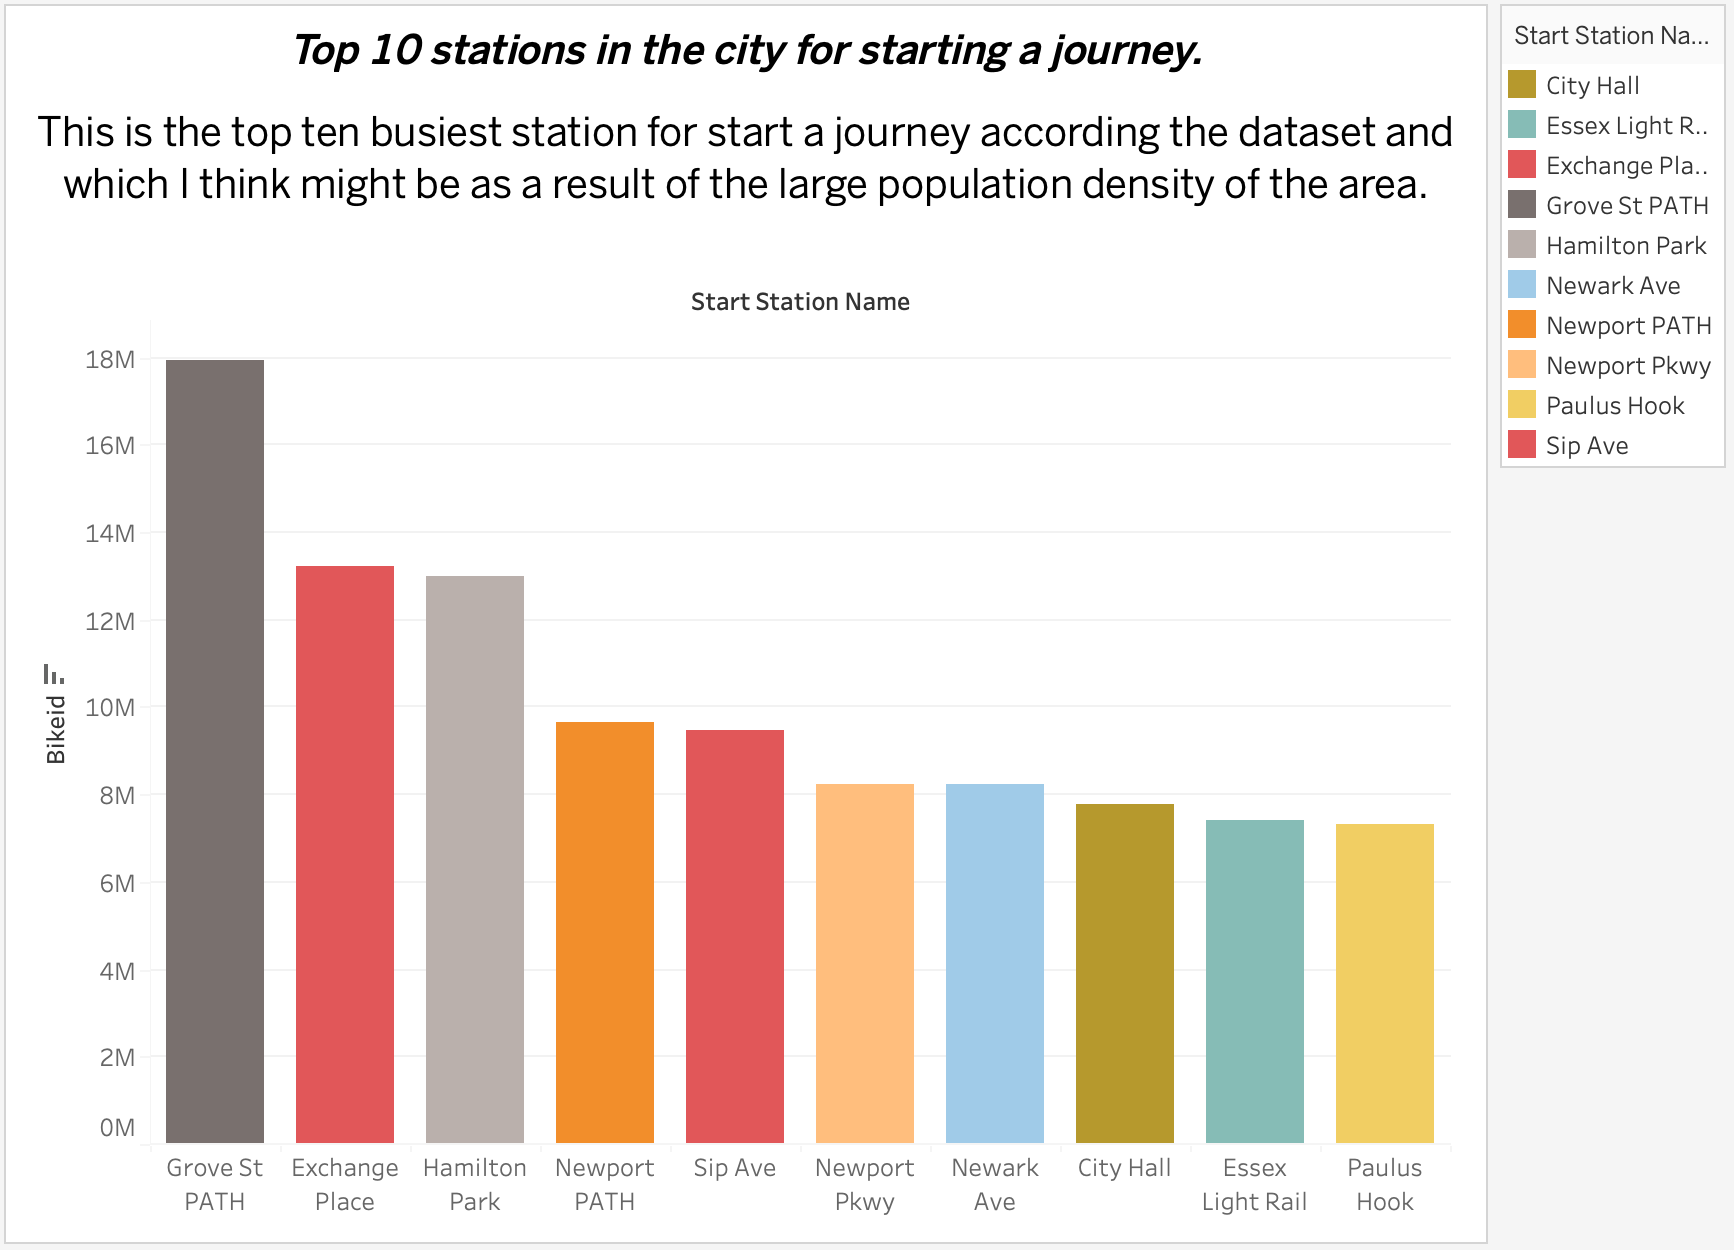 Top 10 stations in the city for starting a journey.
This is the top ten busiest station for start a journey according the dataset and
which I think might be as a result of the large population density of the area.
Start Station Name
18M
16M
14M
12M
10M
8M
6M
4M
2M
0M
Bikeid
Grove St
PATH
Exchange
Place
Hamilton
Park
Newport
PATH
Sip Ave
Newport
Pkwy
Newark
Ave
City Hall
Essex
Light Rail
Paulus
Hook
Start Station Na...
City Hall
Essex Light R..
Exchange Pla..
Grove St PATH
Hamilton Park
Newark Ave
Newport PATH
Newport Pkwy
Paulus Hook
Sip Ave